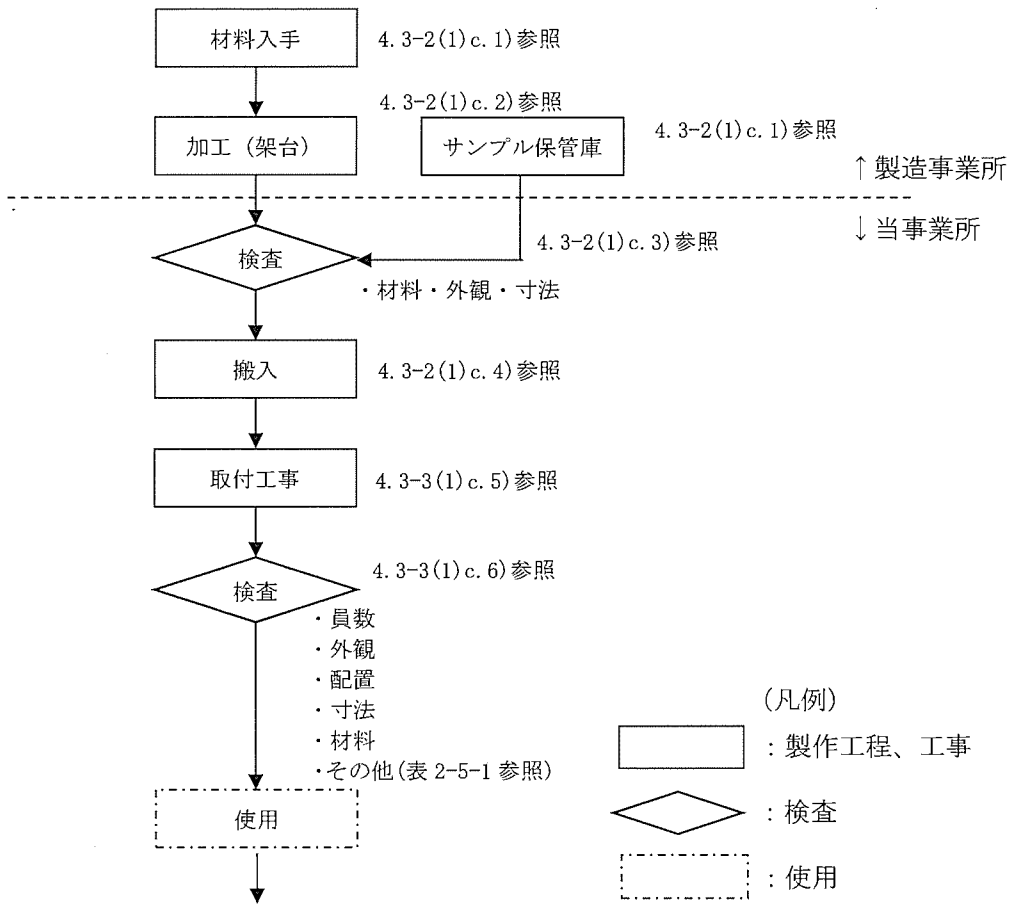 材料入手
4.3-2(1)c.1)参照
4.3-2(1)c.2)参照
加工（架台）
サンプル保管庫
4.3-2(1)c.1)参照
↑製造事業所
↓当事業所
検査
4.3-2(1)c.3)参照
・材料・外観・寸法
搬入
4.3-2(1)c.4)参照
取付工事
4.3-3(1)c.5)参照
検査
4.3-3(1)c.6)参照
・員数
・外観
・配置
・寸法
・材料
・その他(表 2-5-1 参照)
使用
(凡例)
：製作工程、工事
：検査
：使用